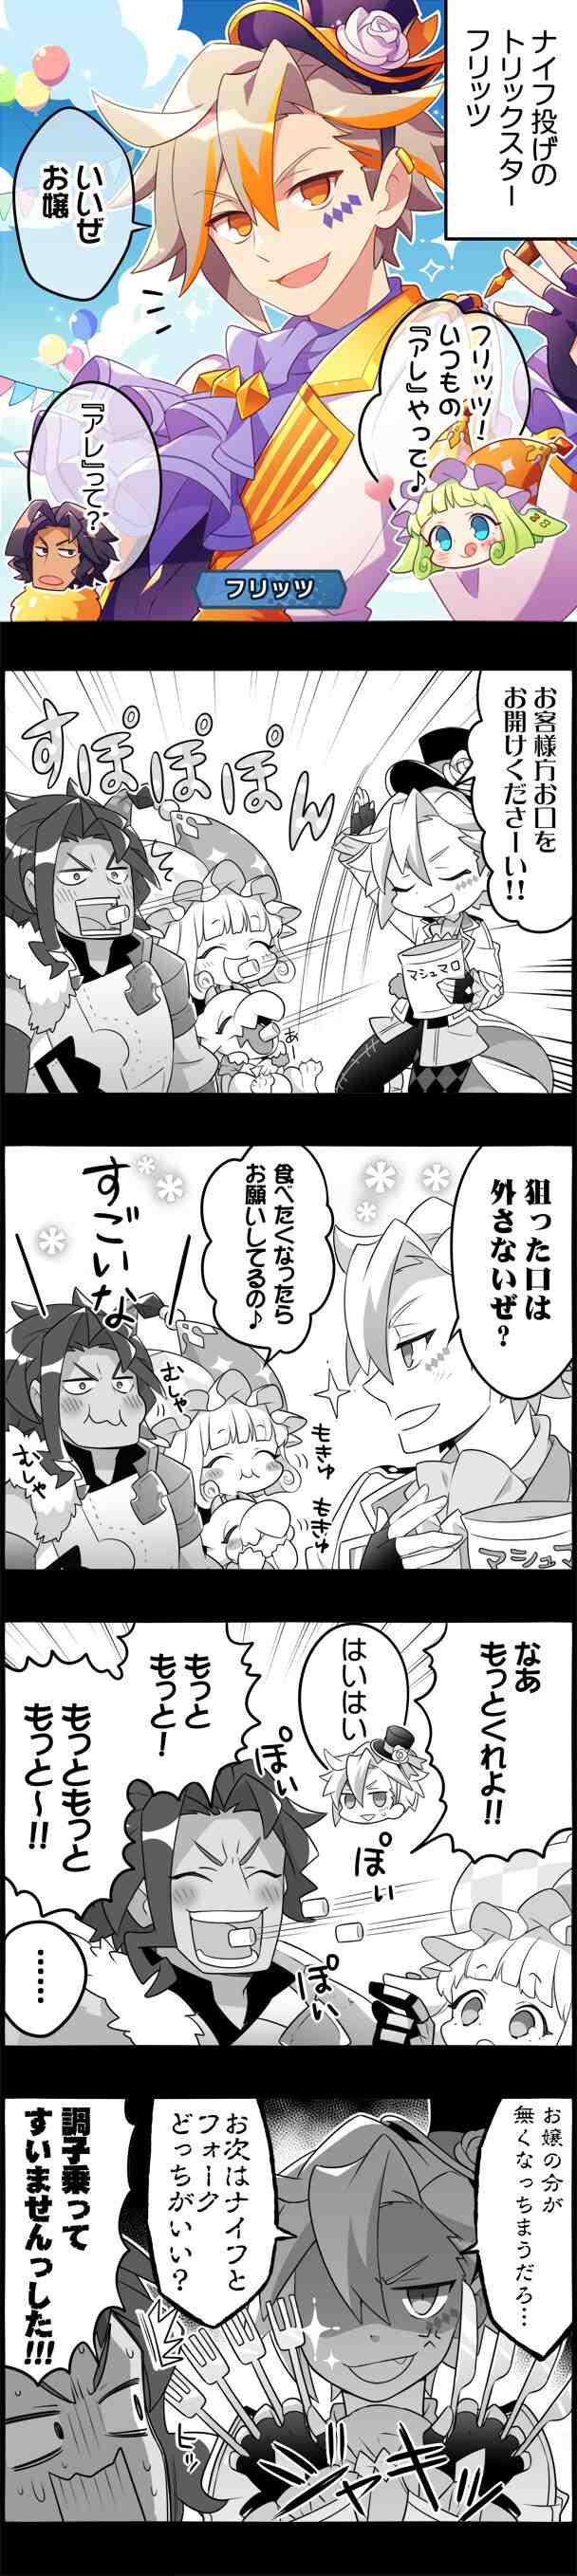 ナイフ投げの
トリックスター
フリッツ
フリッツ！
いつもの
『アレ』やって♪
いいぜ
お嬢
『アレ』って？
フリッツ
お客様方お口を
お開けくださーい!!
すぽぽぽん
マシュマロ
あー
狙った口は
外さないぜ？
食べたくなったら
お願いしてるの♪
すごいな
むしゃ
むしゃ
もきゅ
もきゅ
マシュマ
なあ
もっとくれよ!!
はいはい
もっと
もっと！
もっともっと
もっと～!!
ぽい
ぽい
ぽい
……
お嬢の分が
無くなっちまうだろ…
お次はナイフと
フォーク
どっちがいい？
調子乗って
すいませんっした!!!
ヒッ
ジャキッ